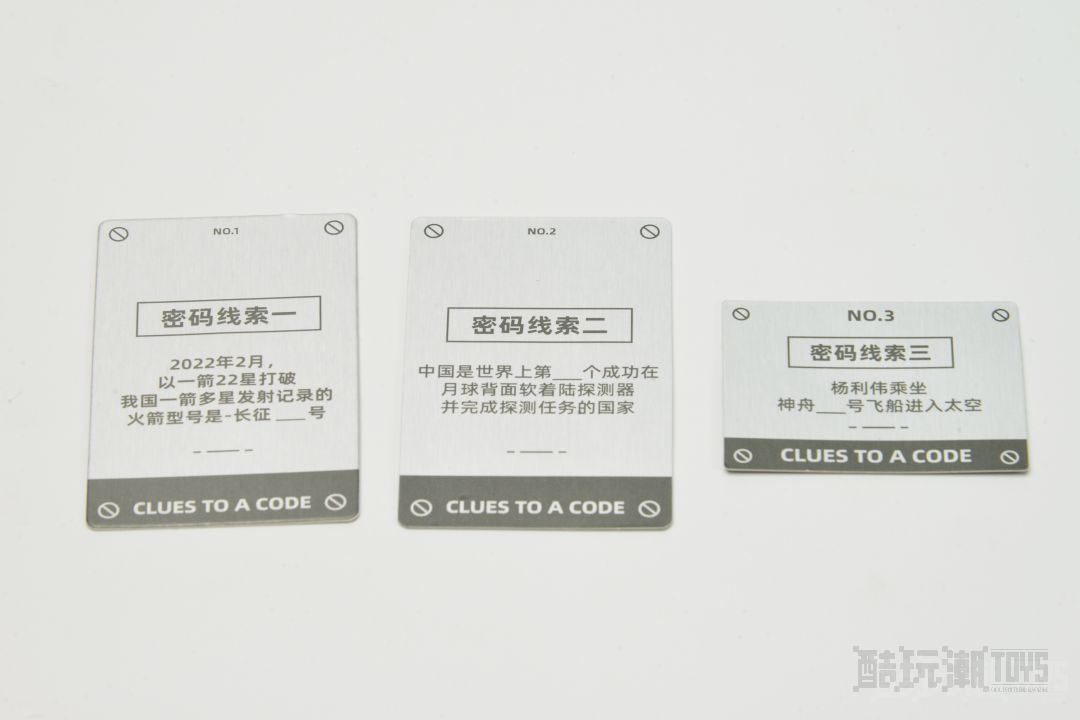 NO.1
密码线索一
2022年2月，
以一箭22星打破
我国一箭多星发射记录的
火箭型号是-长征 ___号
CLUES TO A CODE
NO.2
密码线索二
中国是世界上第___个成功在
月球背面软着陆探测器
并完成探测任务的国家
CLUES TO A CODE
NO.3
密码线索三
杨利伟乘坐
神舟___号飞船进入太空
CLUES TO A CODE
酷玩潮TOYS